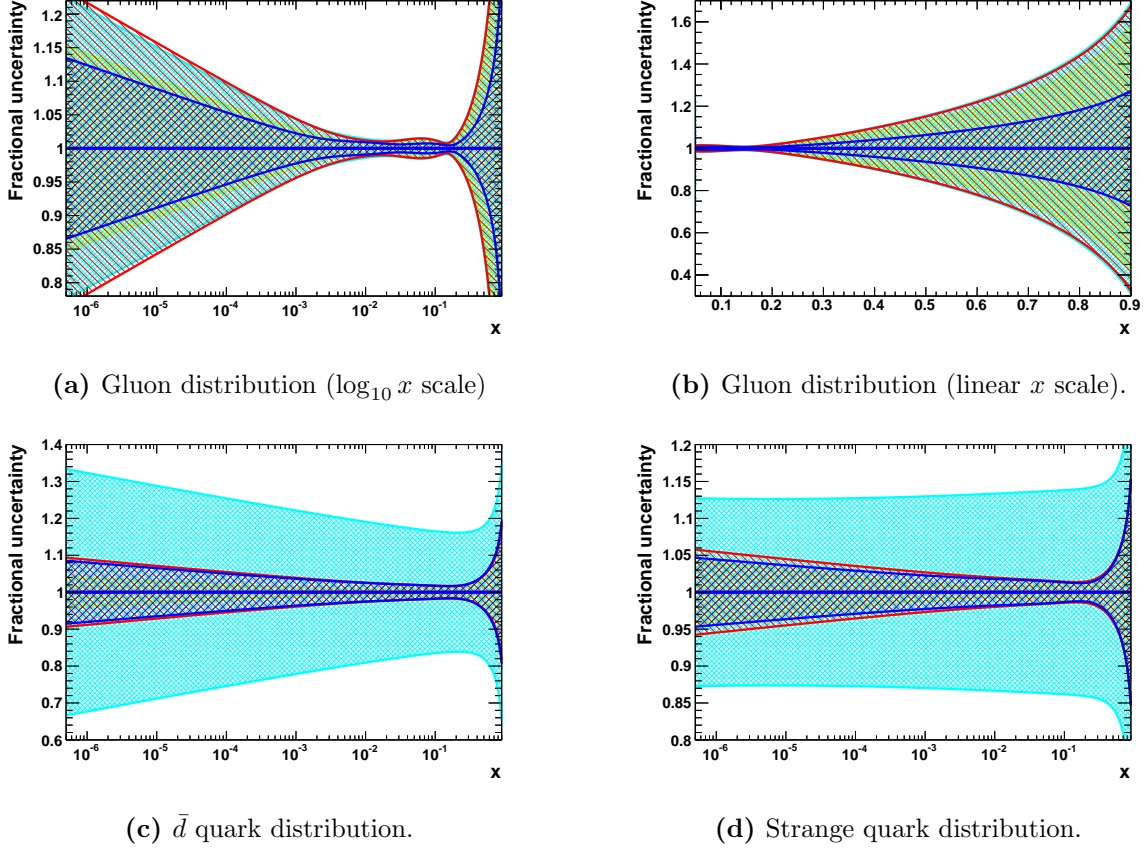 Fractional uncertainty
1.2
1.15
1.1
1.05
1
0.95
0.9
0.85
0.8
10⁻⁶ 10⁻⁵ 10⁻⁴ 10⁻³ 10⁻² 10⁻¹
x
(a) Gluon distribution (log₁₀ x scale)
Fractional uncertainty
1.6
1.4
1.2
1.0
0.8
0.6
0.4
0.1 0.2 0.3 0.4 0.5 0.6 0.7 0.8 0.9
x
(b) Gluon distribution (linear x scale).
Fractional uncertainty
1.4
1.3
1.2
1.1
1
0.9
0.8
0.7
0.6
10⁻⁶ 10⁻⁵ 10⁻⁴ 10⁻³ 10⁻² 10⁻¹
x
(c) d̄ quark distribution.
Fractional uncertainty
1.2
1.15
1.1
1.05
1
0.95
0.9
0.85
0.8
10⁻⁶ 10⁻⁵ 10⁻⁴ 10⁻³ 10⁻² 10⁻¹
x
(d) Strange quark distribution.